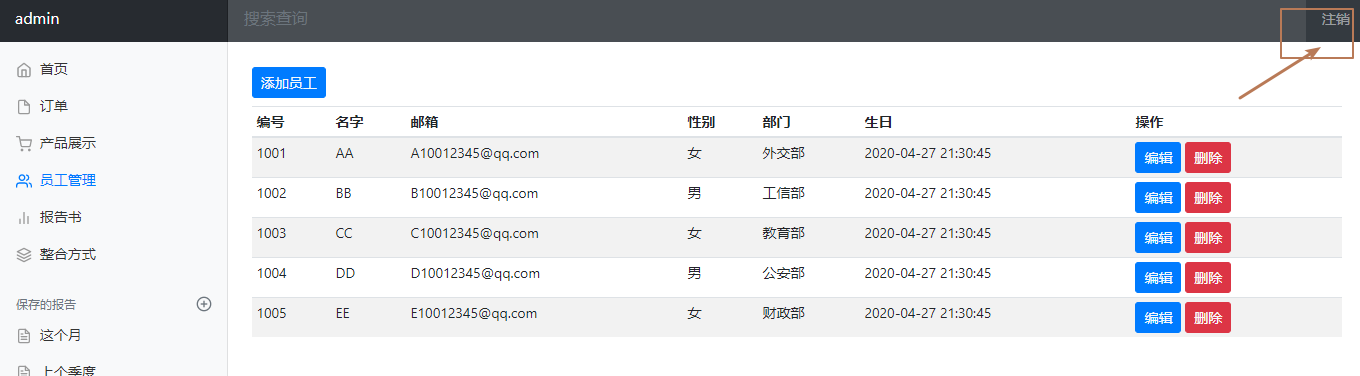 admin 搜索查询 注销
首页
订单
产品展示
员工管理
报告书
整合方式
保存的报告
这个月
上个季度
添加员工
编号 名字 邮箱 性别 部门 生日 操作
1001 AA A10012345@qq.com 女 外交部 2020-04-27 21:30:45 编辑 删除
1002 BB B10012345@qq.com 男 工信部 2020-04-27 21:30:45 编辑 删除
1003 CC C10012345@qq.com 女 教育部 2020-04-27 21:30:45 编辑 删除
1004 DD D10012345@qq.com 男 公安部 2020-04-27 21:30:45 编辑 删除
1005 EE E10012345@qq.com 女 财政部 2020-04-27 21:30:45 编辑 删除